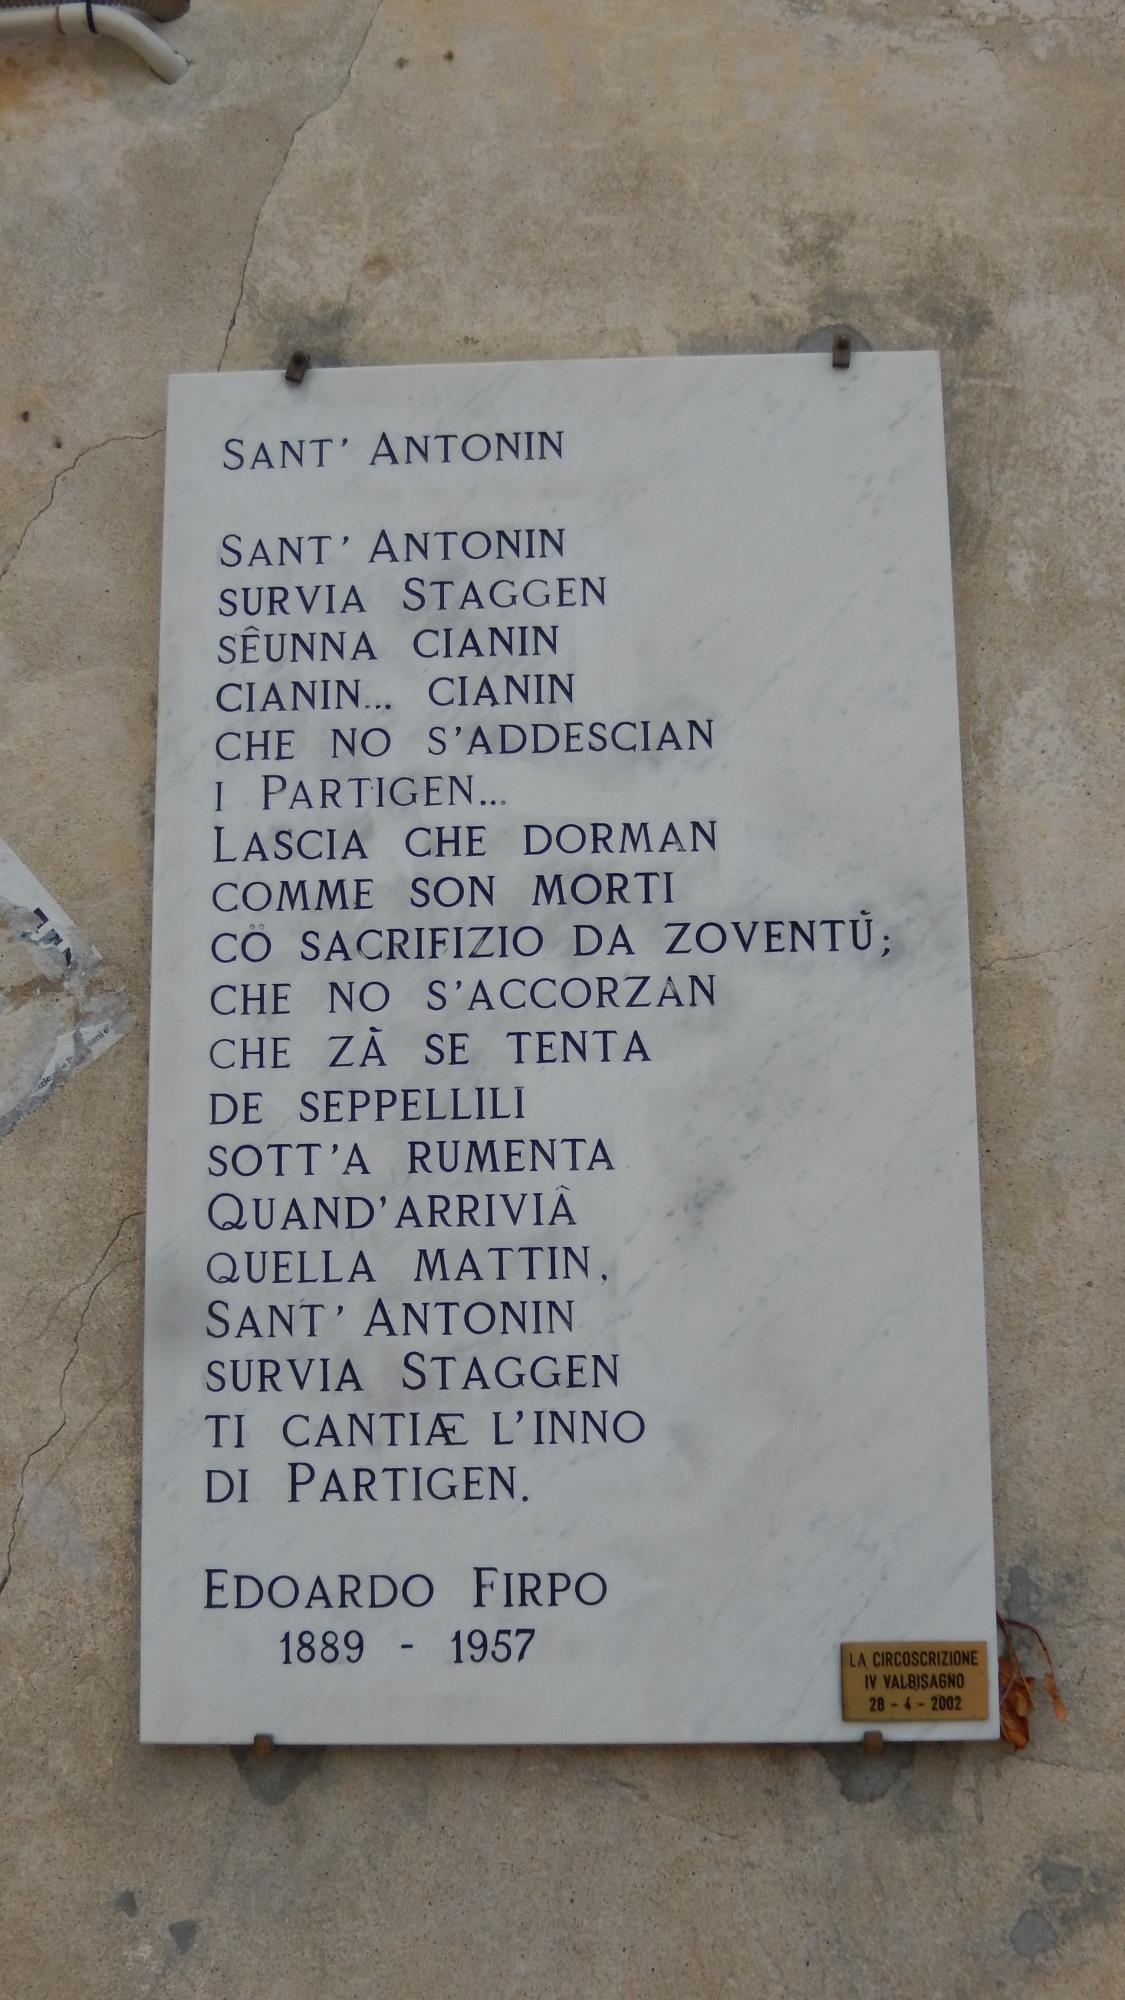 SANT' ANTONIN
SANT' ANTONIN
SURVIA STAGGEN
SÊUNNA CIANIN
CIANIN... CIANIN
CHE NO S'ADDESCIAN
I PARTIGEN...
LASCIA CHE DORMAN
COMME SON MORTI
CÖ SACRIFIZIO DA ZOVENTÙ;
CHE NO S'ACCORZAN
CHE ZÀ SE TENTA
DE SEPPELLILI
SOTT'A RUMENTA
QUAND'ARRIVIÂ
QUELLA MATTIN,
SANT' ANTONIN
SURVIA STAGGEN
TI CANTIÆ L'INNO
DI PARTIGEN.
EDOARDO FIRPO
1889 - 1957
LA CIRCOSCRIZIONE
IV VALBISAGNO
28 - 4 - 2002